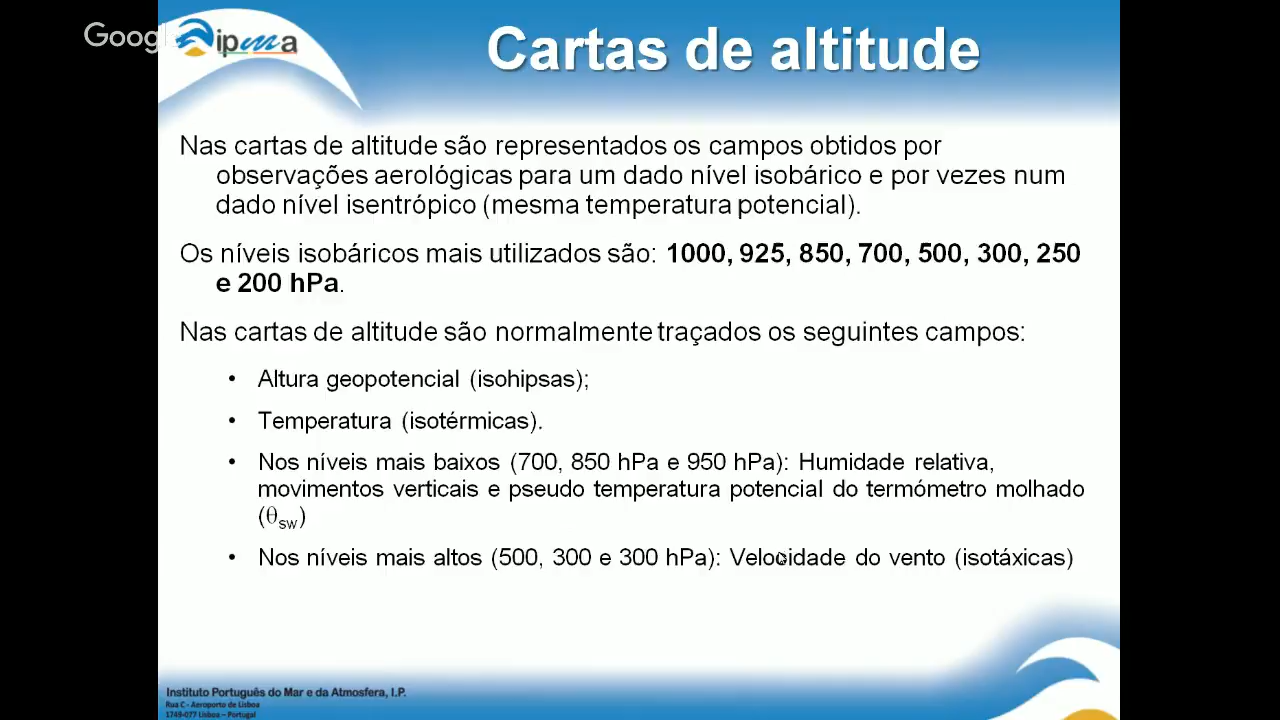 Google
ipma
Cartas de altitude
Nas cartas de altitude são representados os campos obtidos por
observações aerológicas para um dado nível isobárico e por vezes num
dado nível isentrópico (mesma temperatura potencial).
Os níveis isobáricos mais utilizados são: 1000, 925, 850, 700, 500, 300, 250
e 200 hPa.
Nas cartas de altitude são normalmente traçados os seguintes campos:
• Altura geopotencial (isohipsas);
• Temperatura (isotérmicas).
• Nos níveis mais baixos (700, 850 hPa e 950 hPa): Humidade relativa,
movimentos verticais e pseudo temperatura potencial do termómetro molhado
(θsw)
• Nos níveis mais altos (500, 300 e 300 hPa): Velocidade do vento (isotáxicas)
Instituto Português do Mar e da Atmosfera, I.P.
Rua C - Aeroporto de Lisboa
1749-077 Lisboa – Portugal